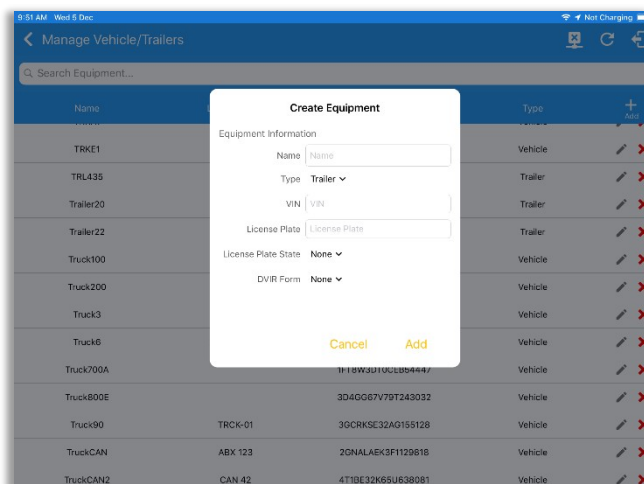 9:51 AM Wed 5 Dec
Not Charging
Manage Vehicle/Trailers
Search Equipment...
Name
Type
Add
Create Equipment
Equipment Information
Name Name
Type Trailer
VIN VIN
License Plate License Plate
License Plate State None
DVIR Form None
Cancel Add
TRKE1 Vehicle
TRL435 Trailer
Trailer20 Trailer
Trailer22 Trailer
Truck100 Vehicle
Truck200 Vehicle
Truck3 Vehicle
Truck6 Vehicle
Truck700A 1FT8W3DT0CEB54447 Vehicle
Truck800E 3D4GG67V79T243032 Vehicle
Truck90 TRCK-01 3GCRKSE32AG155128 Vehicle
TruckCAN ABX 123 2GNALAEK3F1129818 Vehicle
TruckCAN2 CAN 42 4T1BE32K65U638081 Vehicle